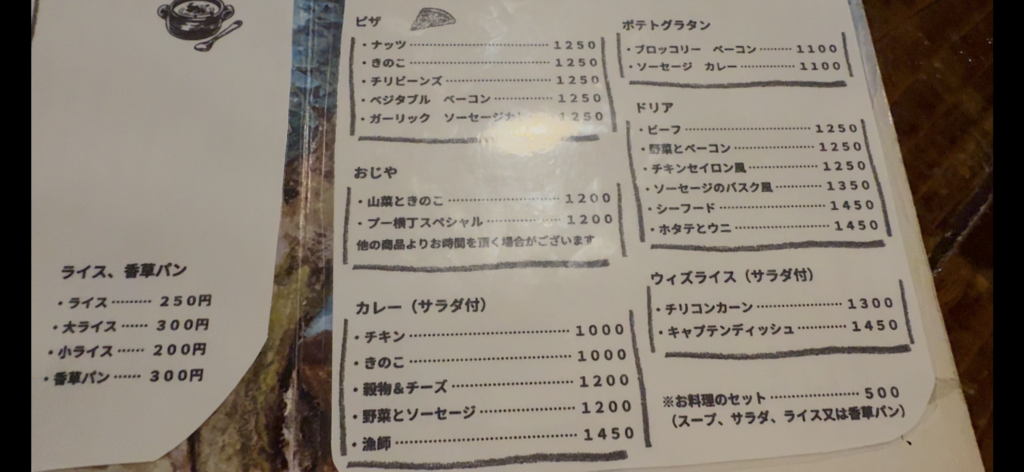 ライス、香草パン
・ライス ……… 250円
・大ライス …… 300円
・小ライス …… 200円
・香草パン …… 300円
ピザ
・ナッツ …………………… 1250
・きのこ …………………… 1250
・チリビーンズ …………… 1250
・ベジタブル ベーコン ………… 1250
・ガーリック ソーセージ 1250
おじや
・山菜ときのこ …………… 1200
・プー横丁スペシャル ………… 1200
他の商品よりお時間を頂く場合がございます
カレー（サラダ付）
・チキン …………………… 1000
・きのこ …………………… 1000
・穀物＆チーズ …………… 1200
・野菜とソーセージ ………… 1200
・漁師 …………………… 1450
ポテトグラタン
・ブロッコリー ベーコン ……… 1100
・ソーセージ カレー ………… 1100
ドリア
・ビーフ …………………… 1250
・野菜とベーコン ………… 1250
・チキンセイロン風 ………… 1250
・ソーセージのバスク風 ……… 1350
・シーフード …………… 1450
・ホタテとウニ …………… 1450
ウィズライス（サラダ付）
・チリコンカーン ………… 1300
・キャプテンディッシュ ……… 1450
※お料理のセット …………… 500
（スープ、サラダ、ライス又は香草パン）